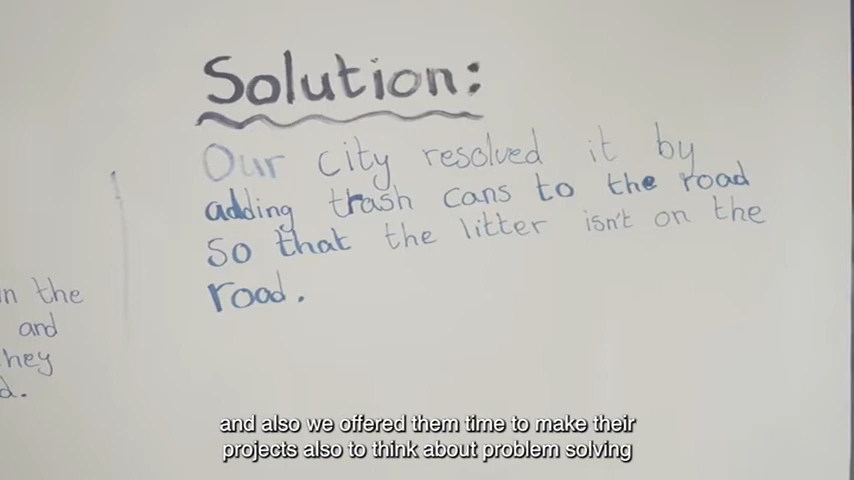 Solution:
Our city resolved it by
adding trash cans to the road
So that the litter isn't on the
road.
n the
and
hey
d.
and also we offered them time to make their
projects also to think about problem solving